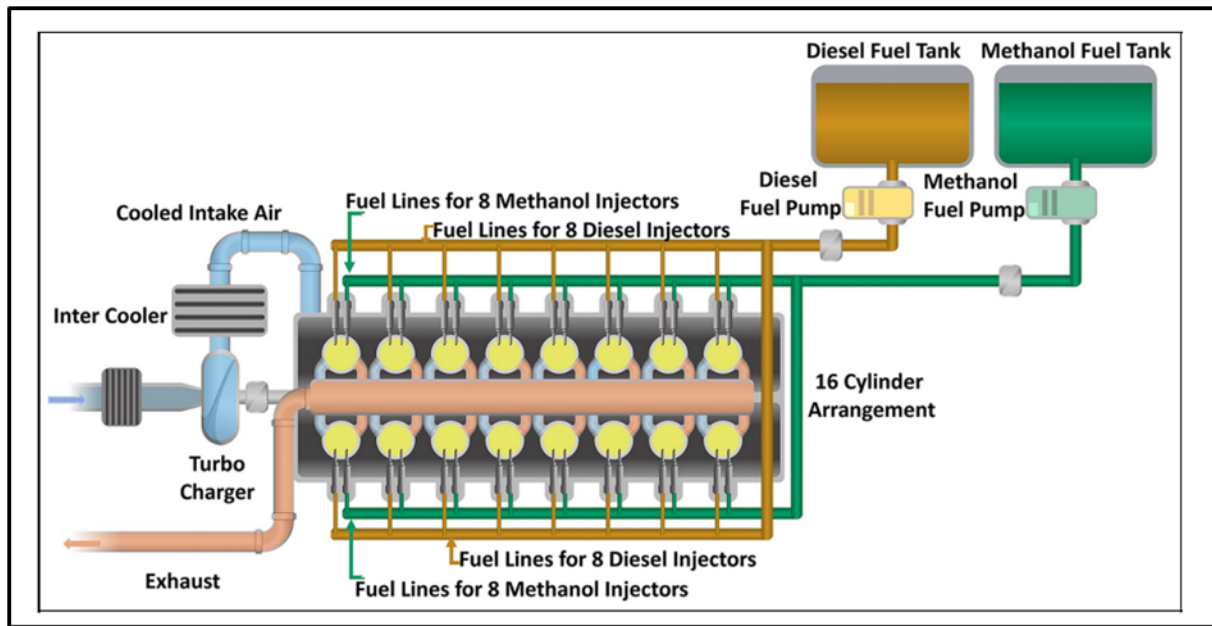 Diesel Fuel Tank
Methanol Fuel Tank
Diesel
Fuel Pump
Methanol
Fuel Pump
Fuel Lines for 8 Methanol Injectors
Cooled Intake Air
Fuel Lines for 8 Diesel Injectors
Inter Cooler
16 Cylinder
Arrangement
Turbo
Charger
Fuel Lines for 8 Diesel Injectors
Exhaust
Fuel Lines for 8 Methanol Injectors